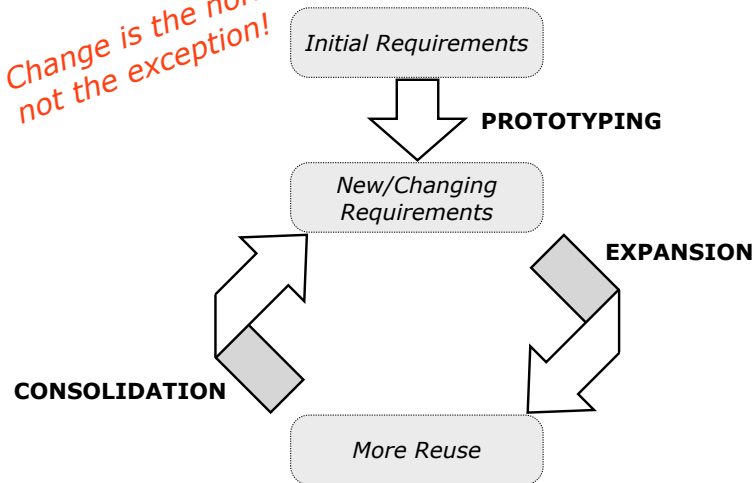 Change is the
not the exception!
Initial Requirements
PROTOTYPING
New/Changing
Requirements
EXPANSION
CONSOLIDATION
More Reuse